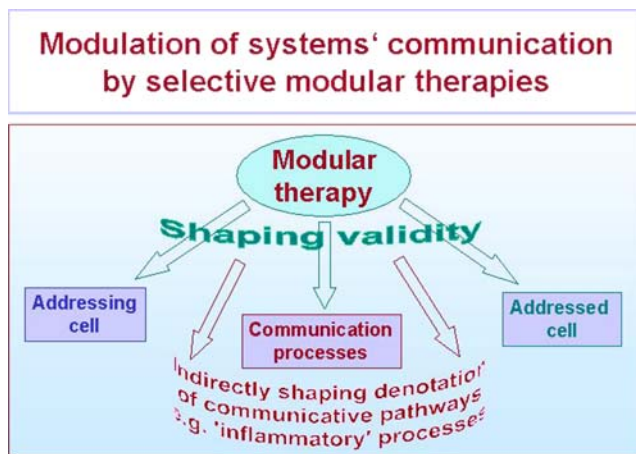 Modulation of systems‘ communication
by selective modular therapies
Modular
therapy
Shaping validity
Addressing
cell
Communication
processes
Addressed
cell
Indirectly shaping denotation
of communicative pathways
e.g. 'inflammatory' processes